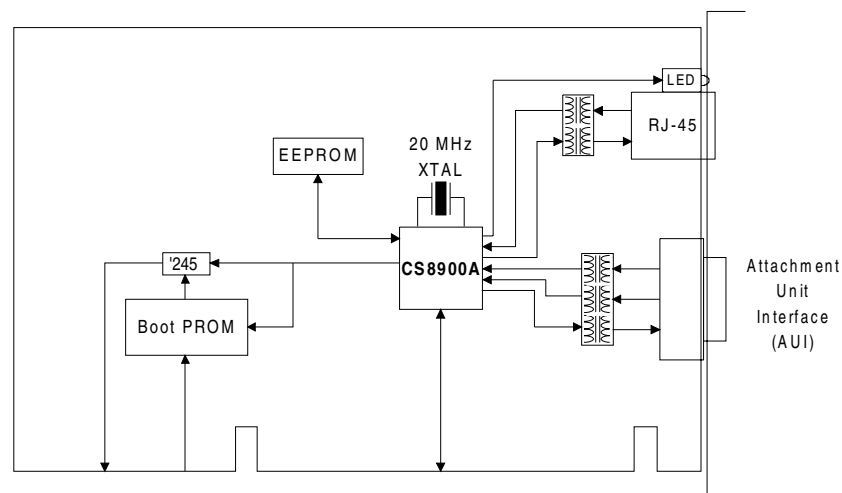 LED
RJ-45
20 MHz
XTAL
EEPROM
CS8900A
'245
Boot PROM
Attachment
Unit
Interface
(AUI)